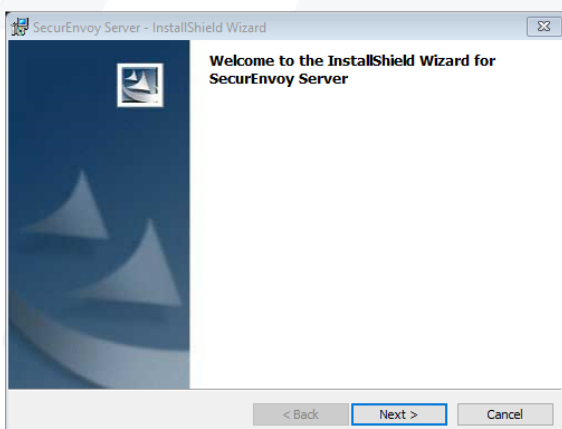 SecurEnvoy Server - InstallShield Wizard
Welcome to the InstallShield Wizard for
SecurEnvoy Server
< Back Next > Cancel